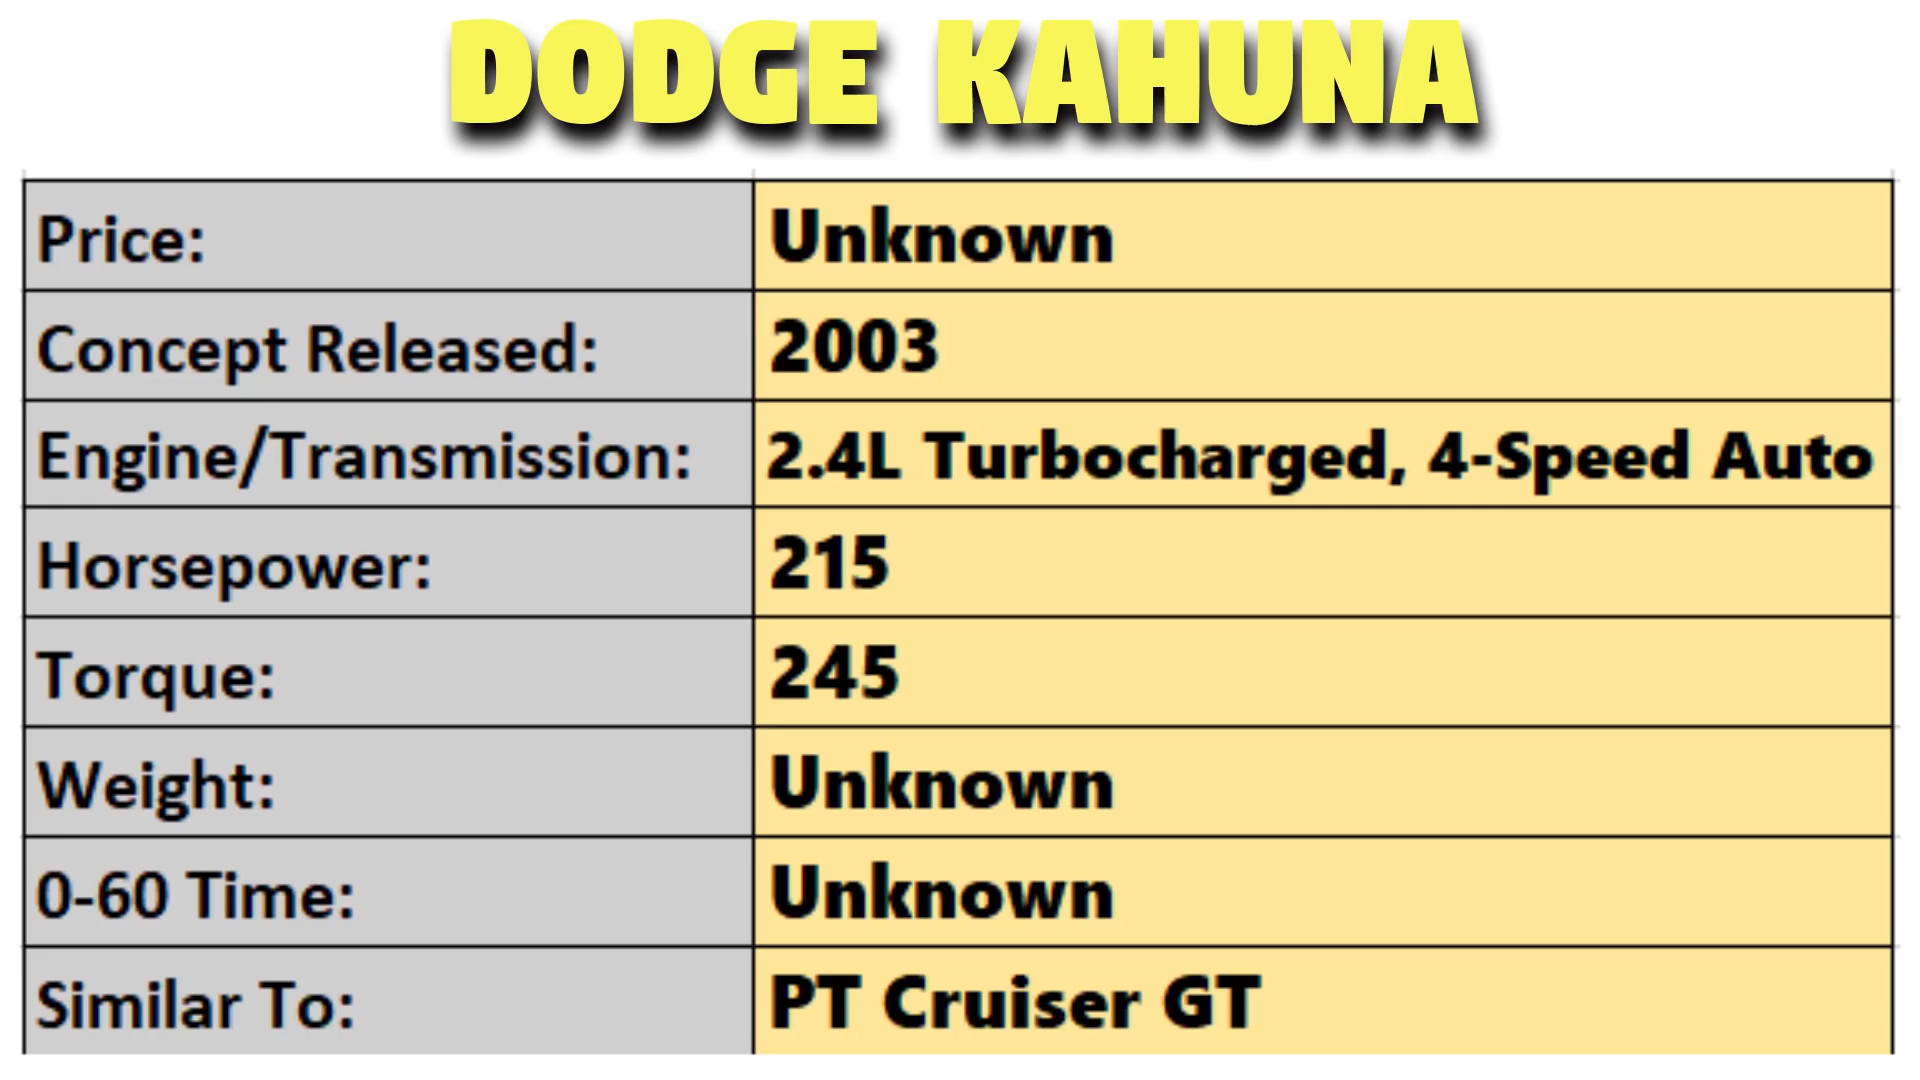 DODGE KAHUNA
Price: Unknown
Concept Released: 2003
Engine/Transmission: 2.4L Turbocharged, 4-Speed Auto
Horsepower: 215
Torque: 245
Weight: Unknown
0-60 Time: Unknown
Similar To: PT Cruiser GT